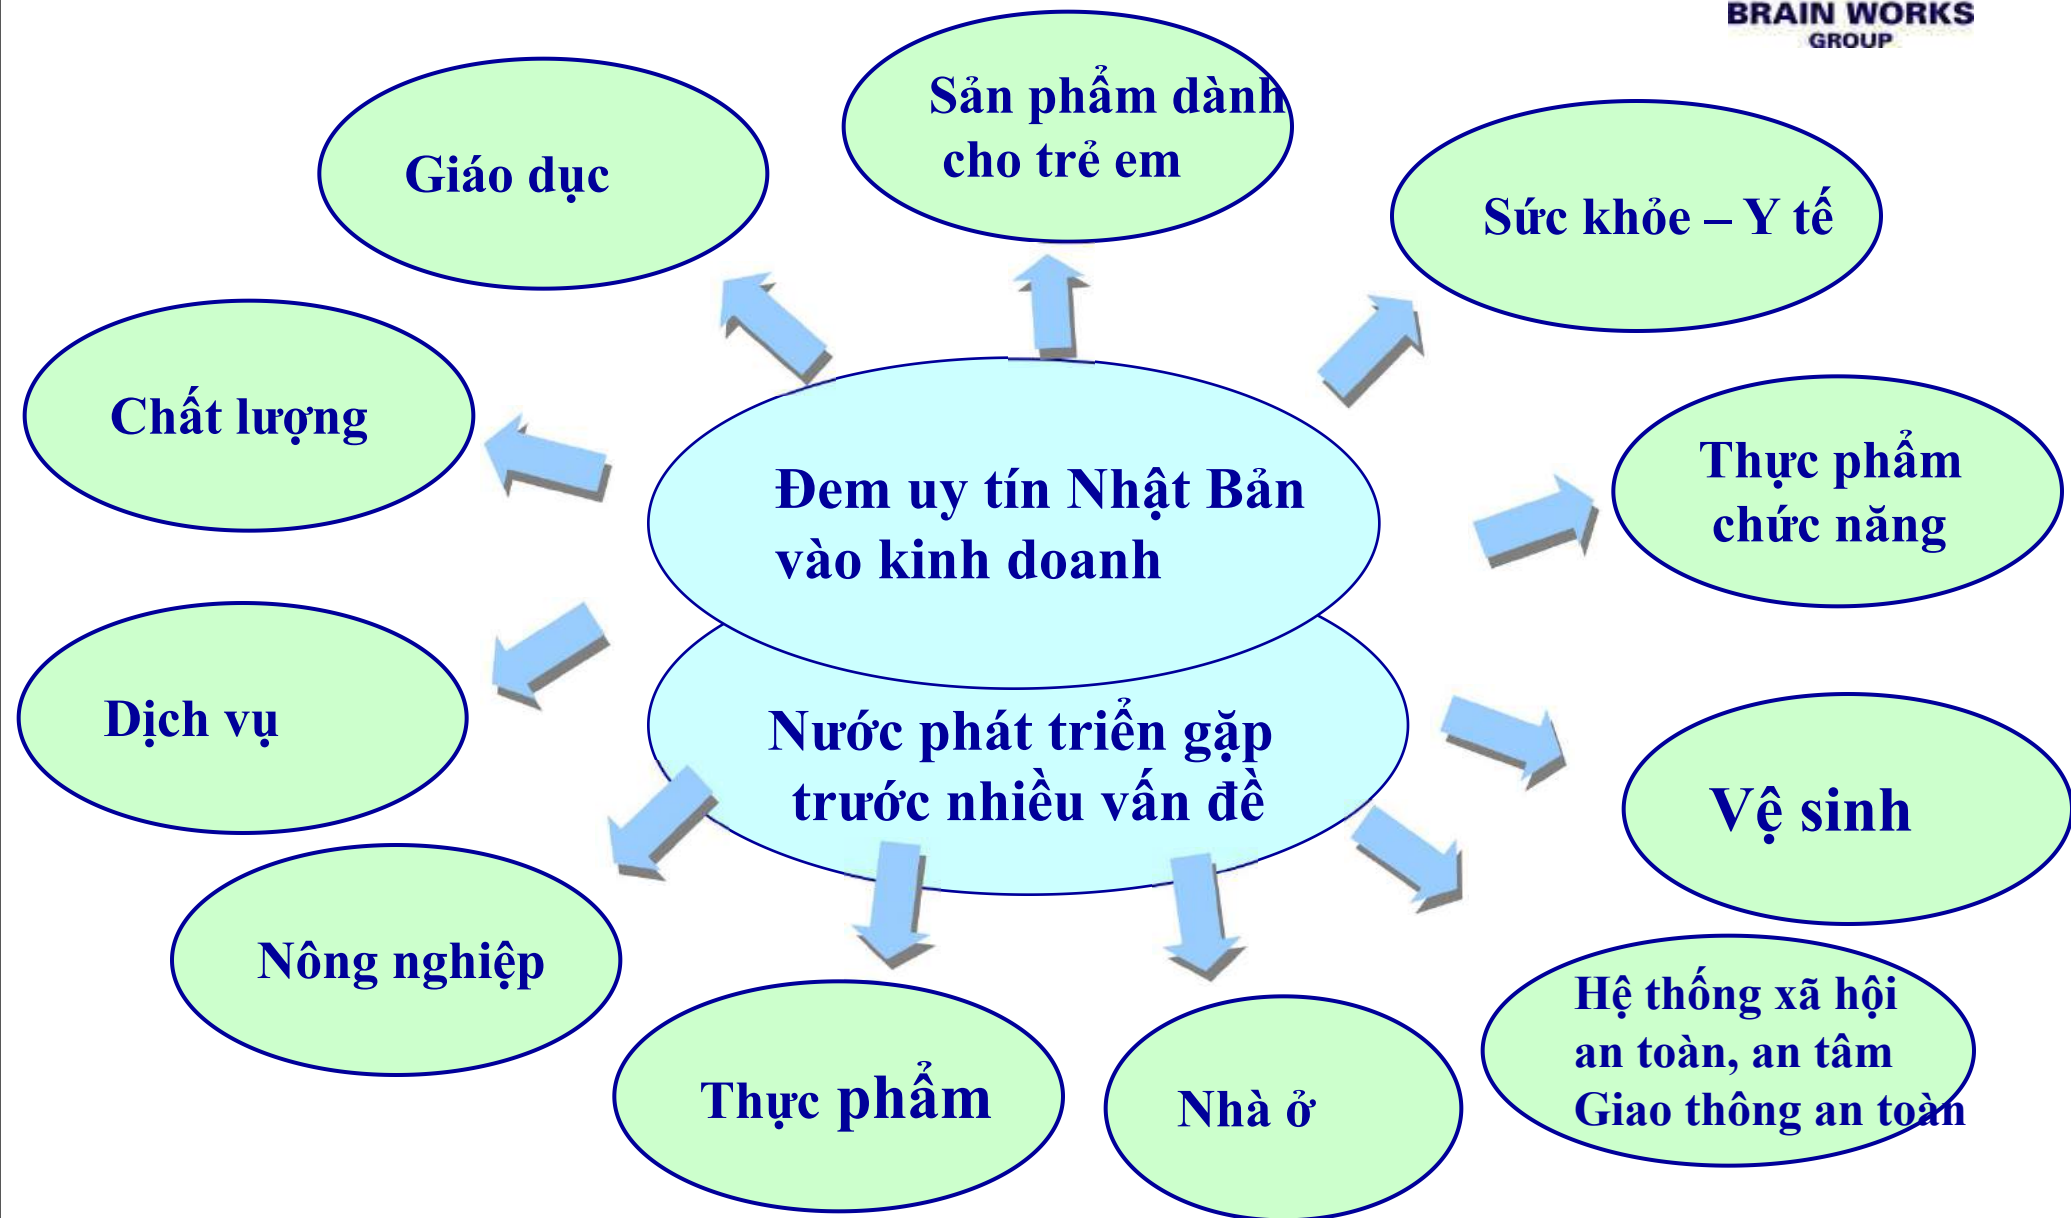 BRAIN WORKS
GROUP
Sản phẩm dành
cho trẻ em
Giáo dục
Sức khỏe – Y tế
Chất lượng
Thực phẩm
chức năng
Đem uy tín Nhật Bản
vào kinh doanh
Dịch vụ
Nước phát triển gặp
trước nhiều vấn đề
Vệ sinh
Nông nghiệp
Hệ thống xã hội
an toàn, an tâm
Giao thông an toàn
Thực phẩm
Nhà ở